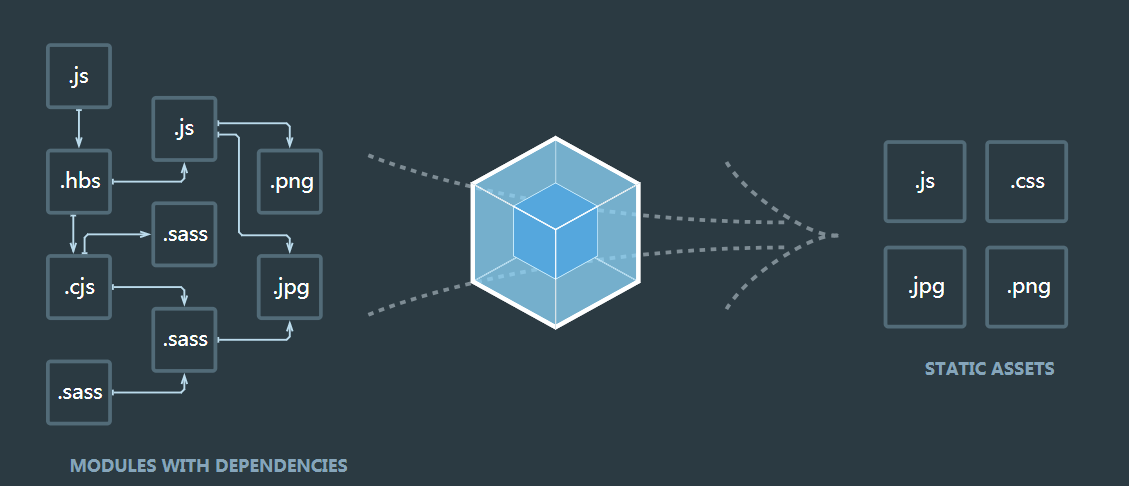 .js
.js
.hbs
.png
.sass
.cjs
.jpg
.sass
.sass
MODULES WITH DEPENDENCIES
.js
.css
.jpg
.png
STATIC ASSETS